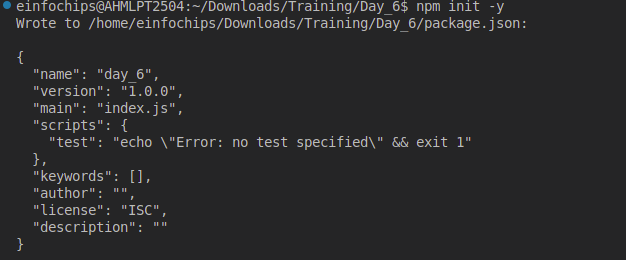 einfochips@AHMLPT2504:~/Downloads/Training/Day_6$ npm init -y
Wrote to /home/einfochips/Downloads/Training/Day_6/package.json:

{
  "name": "day_6",
  "version": "1.0.0",
  "main": "index.js",
  "scripts": {
    "test": "echo \"Error: no test specified\" && exit 1"
  },
  "keywords": [],
  "author": "",
  "license": "ISC",
  "description": ""
}